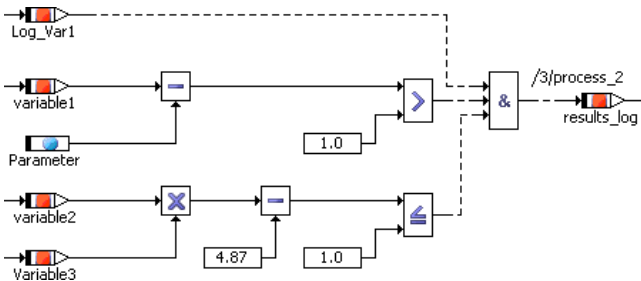 Log_Var1
/3/process_2
variable1
−
>
&
results_log
1.0
Parameter
variable2
×
−
≤
4.87
1.0
Variable3